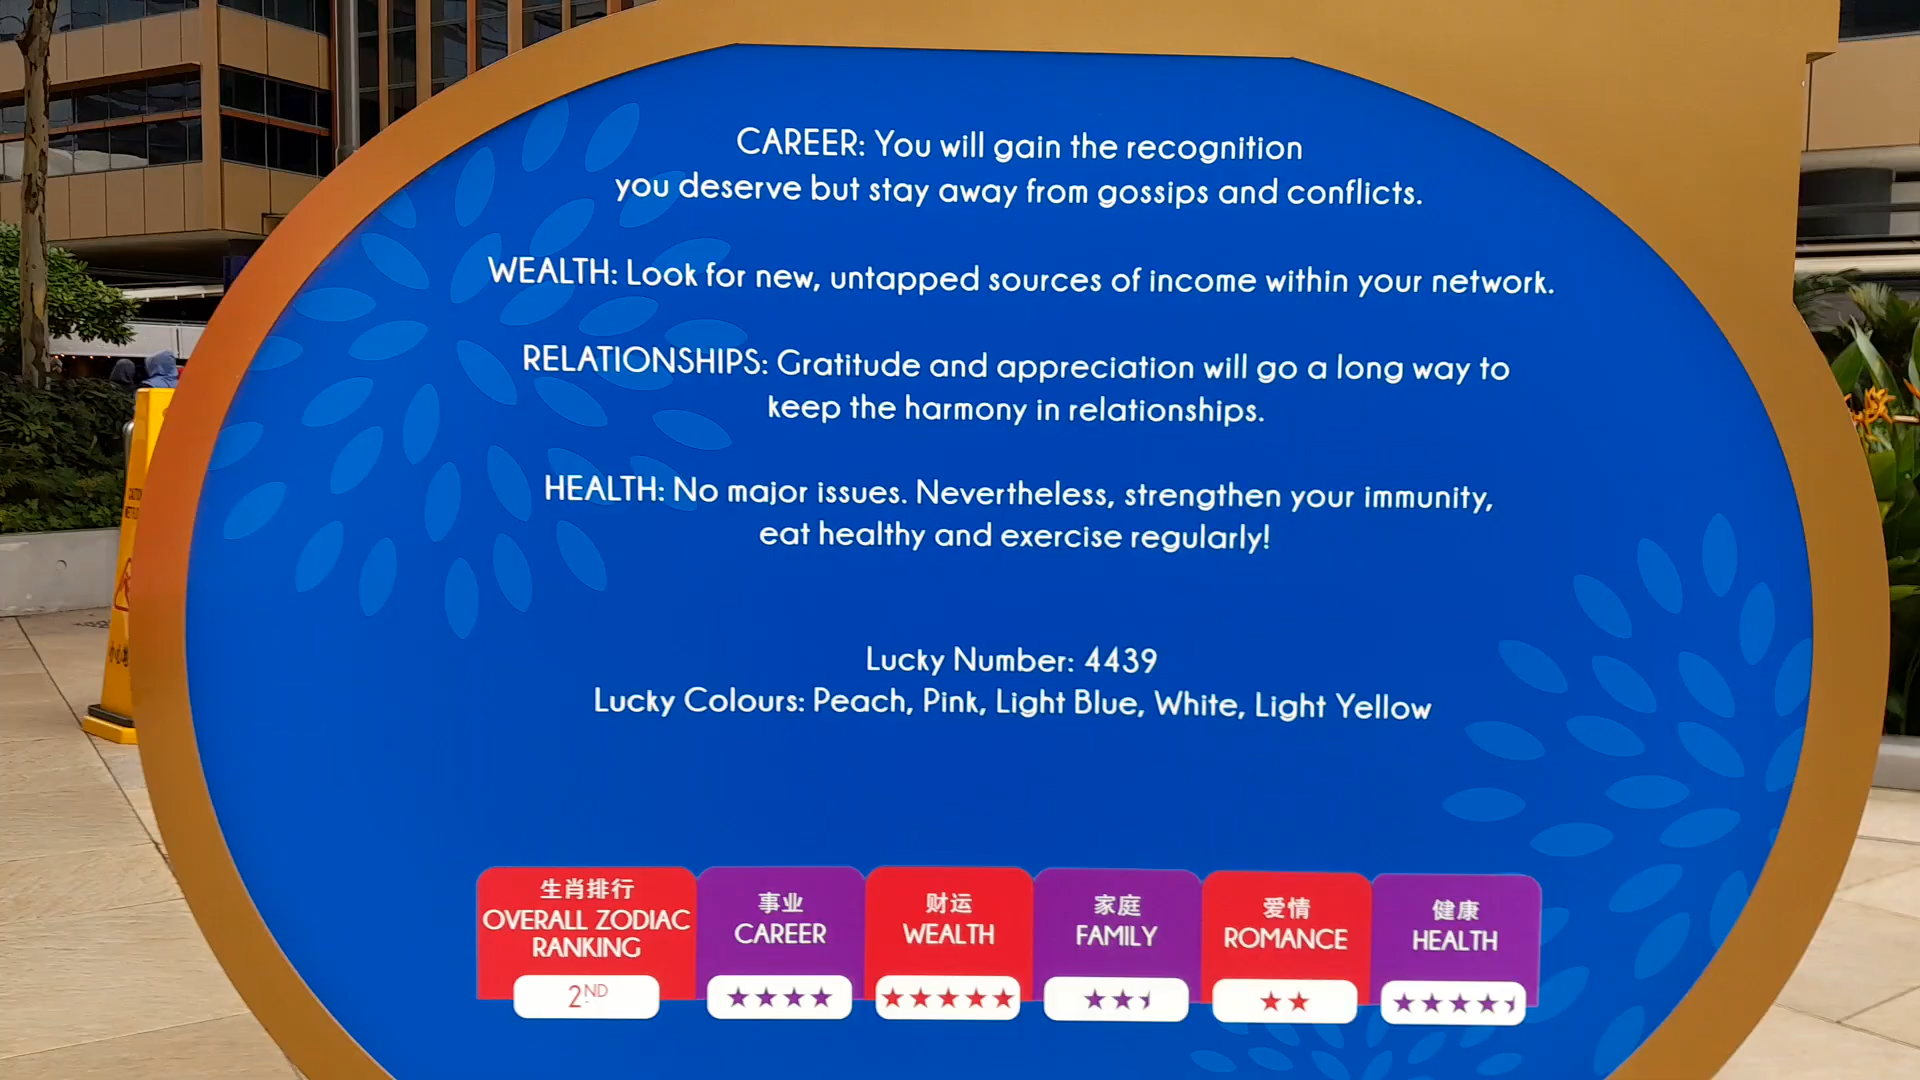 CAREER: You will gain the recognition
you deserve but stay away from gossips and conflicts.
WEALTH: Look for new, untapped sources of income within your network.
RELATIONSHIPS: Gratitude and appreciation will go a long way to
keep the harmony in relationships.
HEALTH: No major issues. Nevertheless, strengthen your immunity,
eat healthy and exercise regularly!
Lucky Number: 4439
Lucky Colours: Peach, Pink, Light Blue, White, Light Yellow
生肖排行
OVERALL ZODIAC
RANKING
2ND
事业
CAREER
财运
WEALTH
家庭
FAMILY
爱情
ROMANCE
健康
HEALTH